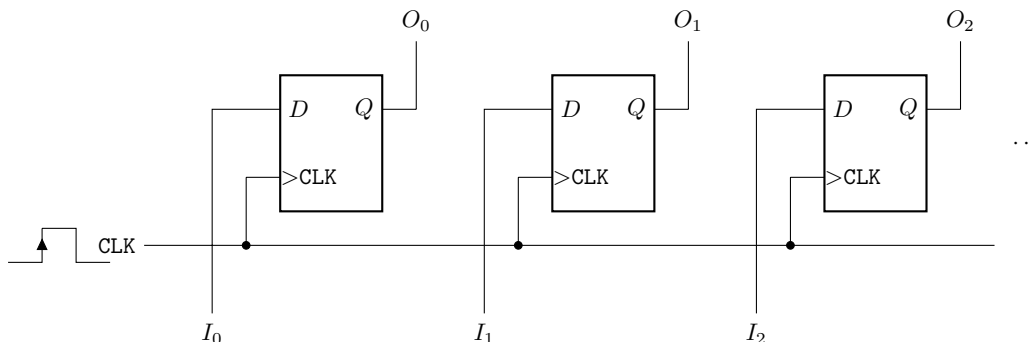 O₀ O₁ O₂
D Q D Q D Q
>CLK >CLK >CLK
...
CLK
I₀ I₁ I₂